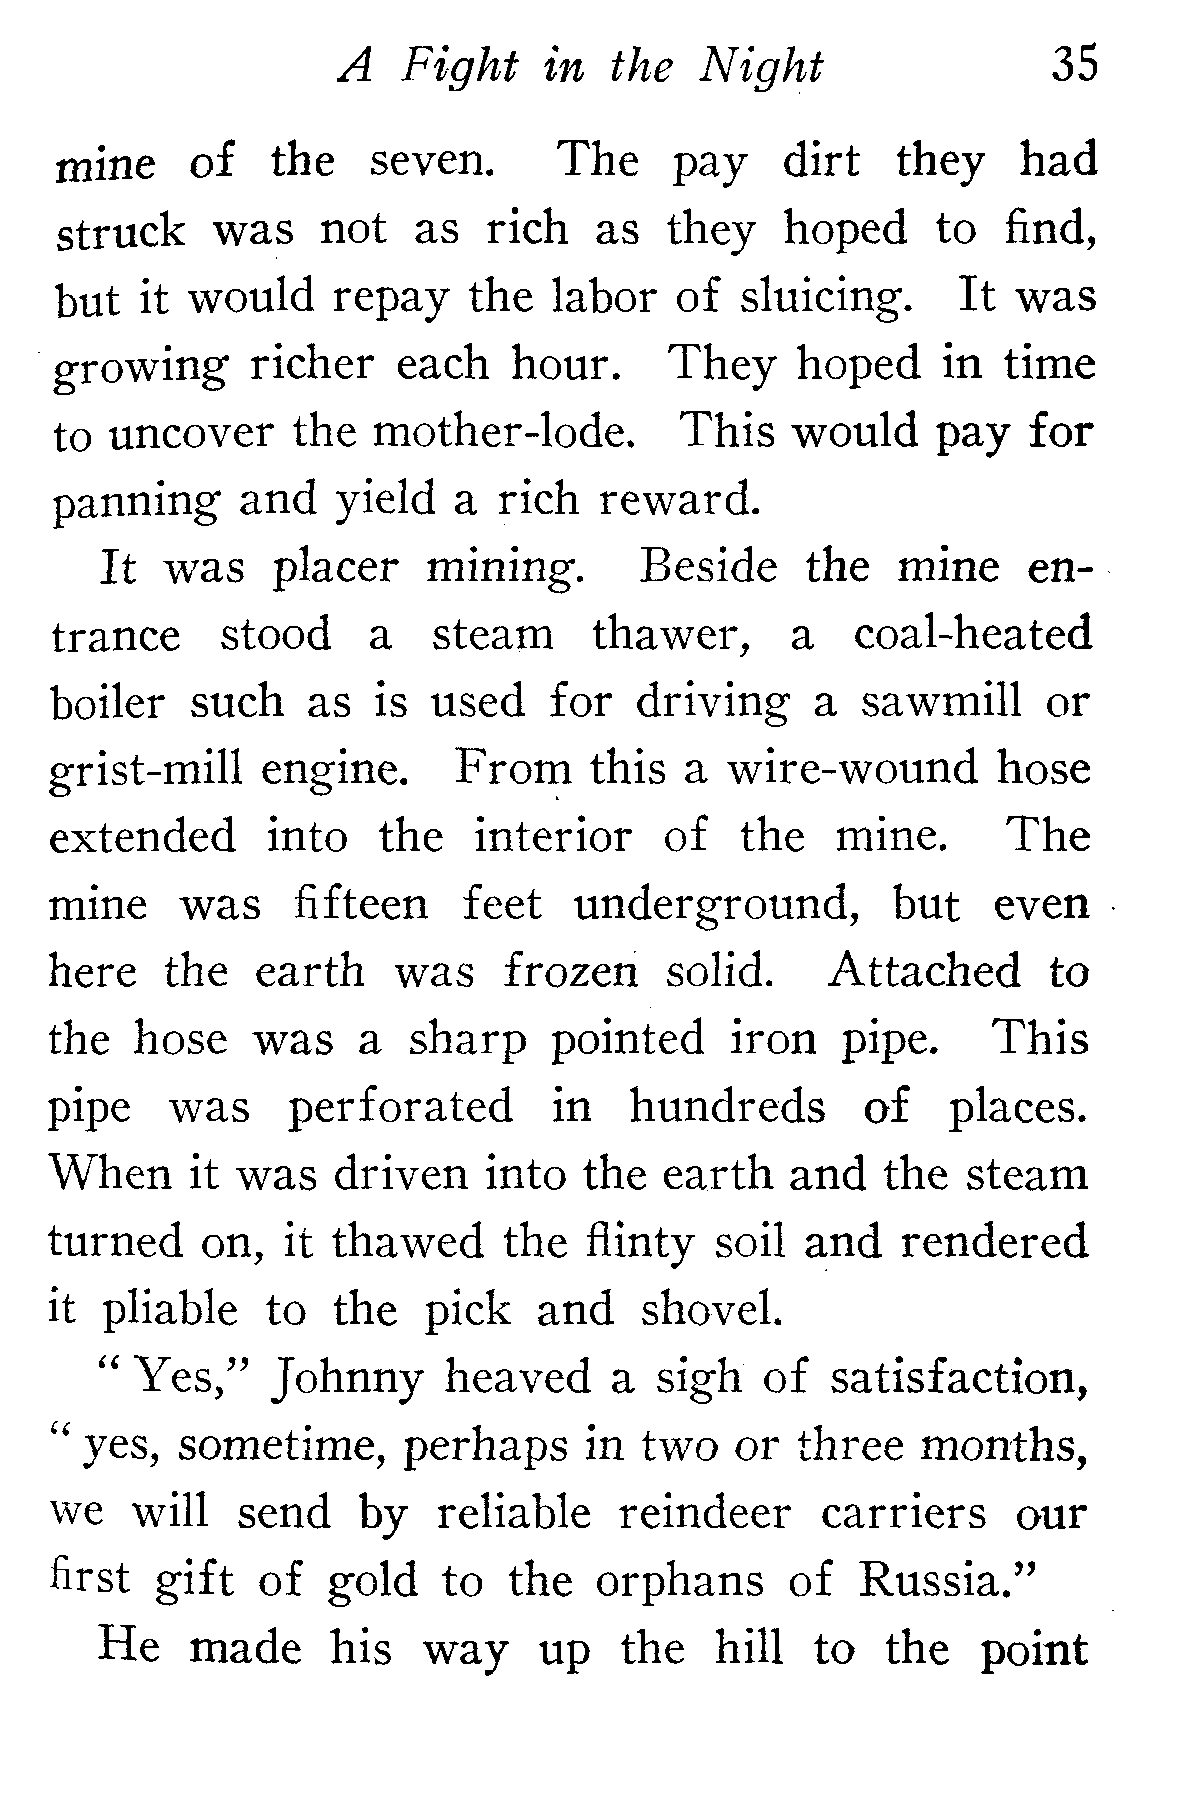 A Fight in the Night 35
mine of the seven. The pay dirt they had
struck was not as rich as they hoped to find,
but it would repay the labor of sluicing. It was
growing richer each hour. They hoped in time
to uncover the mother-lode. This would pay for
panning and yield a rich reward.
It was placer mining. Beside the mine en-
trance stood a steam thawer, a coal-heated
boiler such as is used for driving a sawmill or
grist-mill engine. From this a wire-wound hose
extended into the interior of the mine. The
mine was fifteen feet underground, but even
here the earth was frozen solid. Attached to
the hose was a sharp pointed iron pipe. This
pipe was perforated in hundreds of places.
When it was driven into the earth and the steam
turned on, it thawed the flinty soil and rendered
it pliable to the pick and shovel.
“ Yes,” Johnny heaved a sigh of satisfaction,
“ yes, sometime, perhaps in two or three months,
we will send by reliable reindeer carriers our
first gift of gold to the orphans of Russia.”
He made his way up the hill to the point